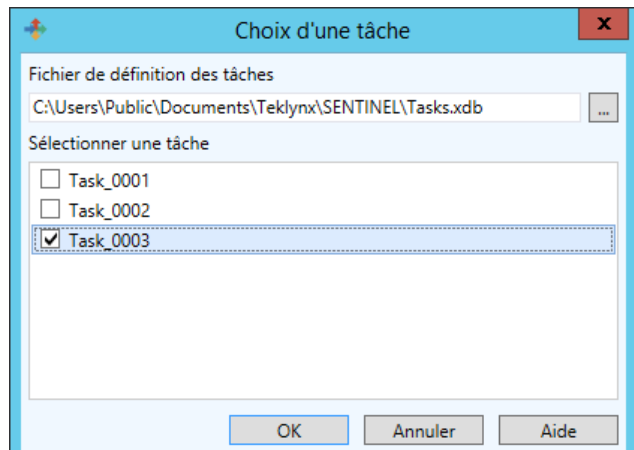 Choix d'une tâche
x
Fichier de définition des tâches
C:\Users\Public\Documents\Teklynx\SENTINEL\Tasks.xdb
...
Sélectionner une tâche
Task_0001
Task_0002
Task_0003
OK Annuler Aide